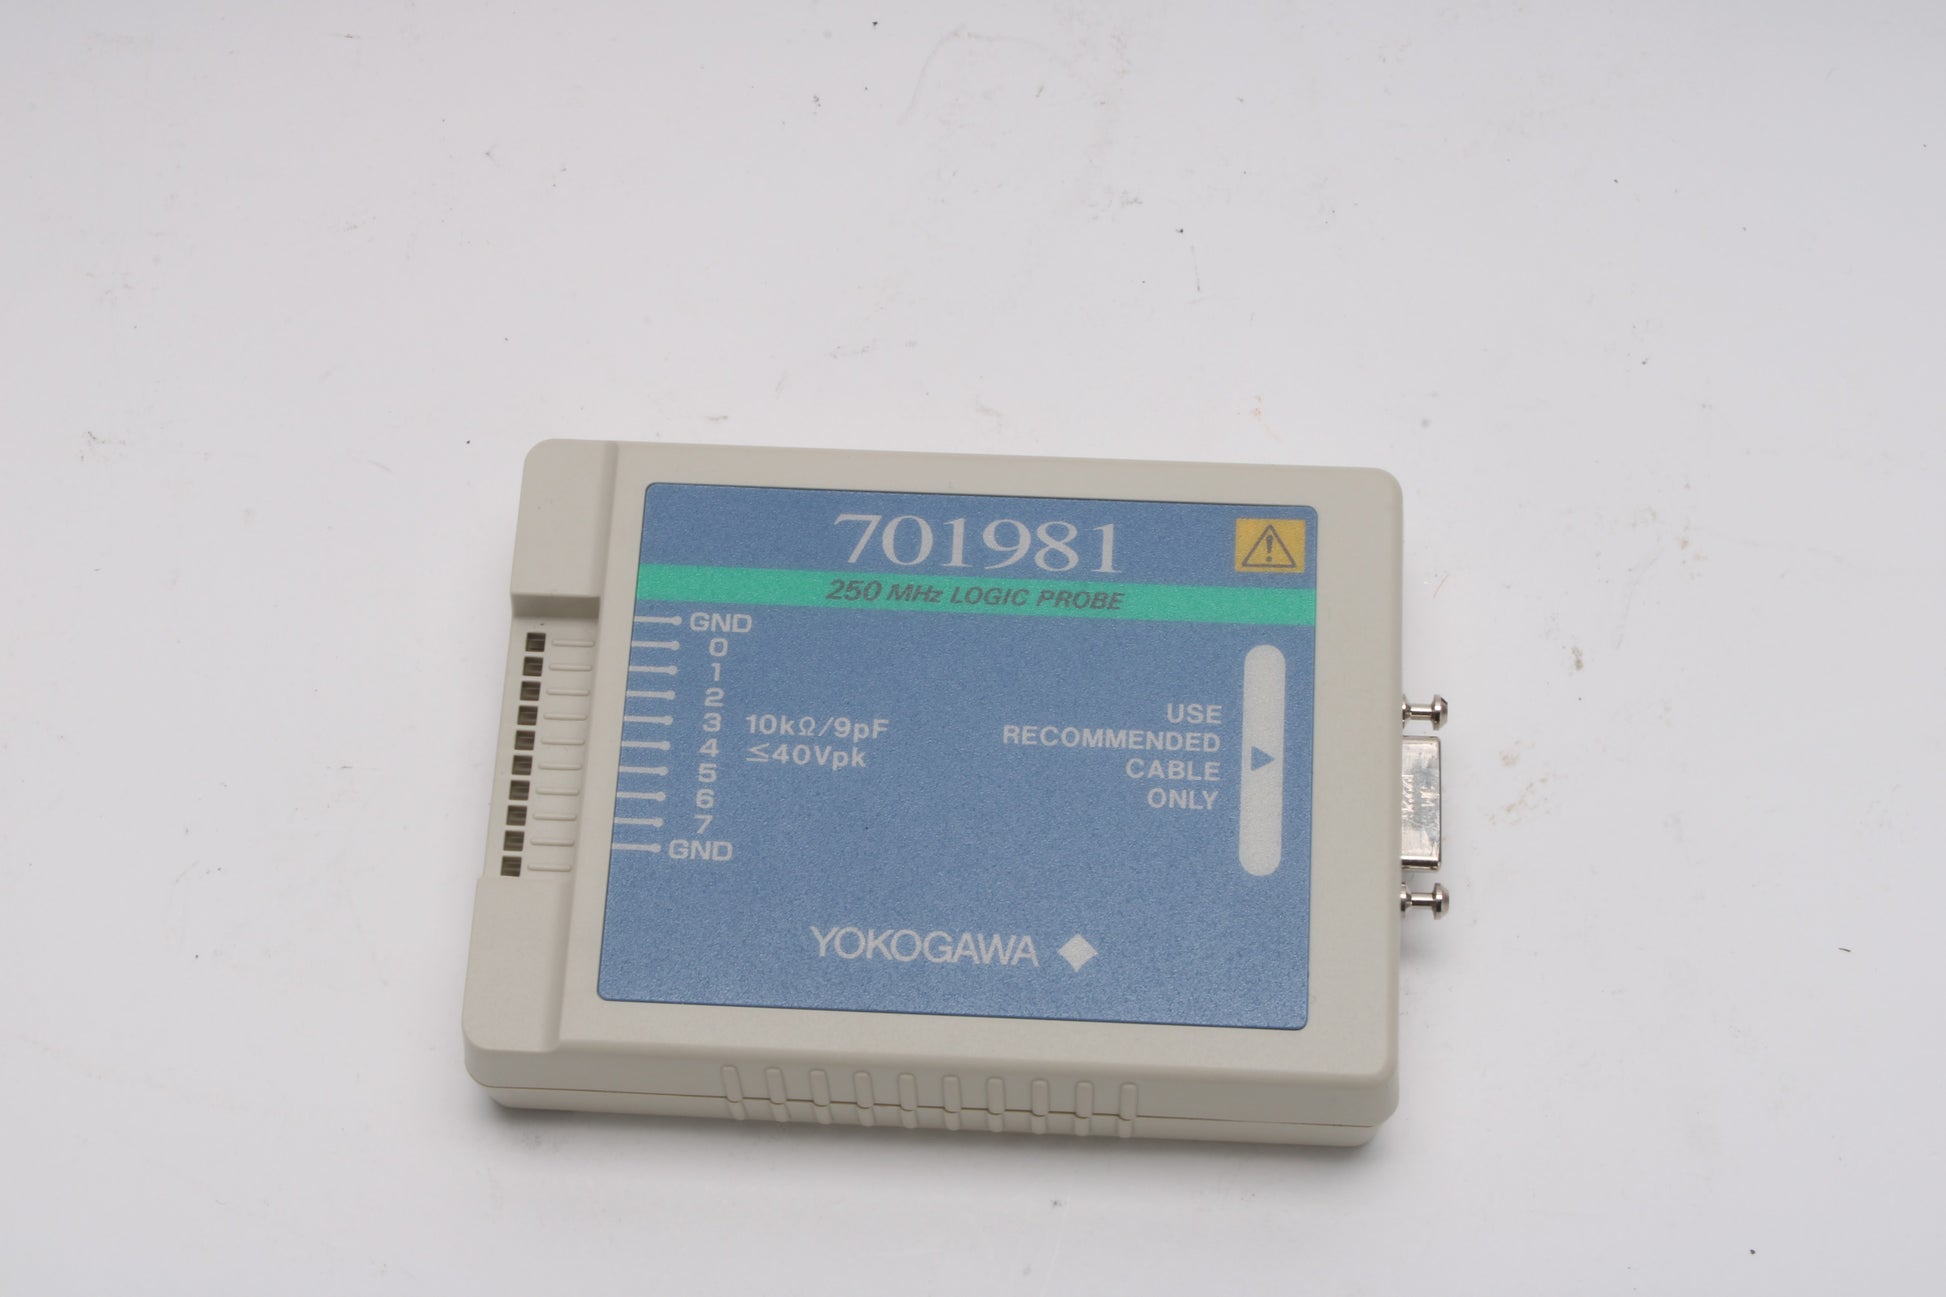 701981
250 MHz LOGIC PROBE
GND
0
1
2
3
4
5
6
7
GND
10kΩ/9pF
≤40Vpk
USE
RECOMMENDED
CABLE
ONLY
YOKOGAWA